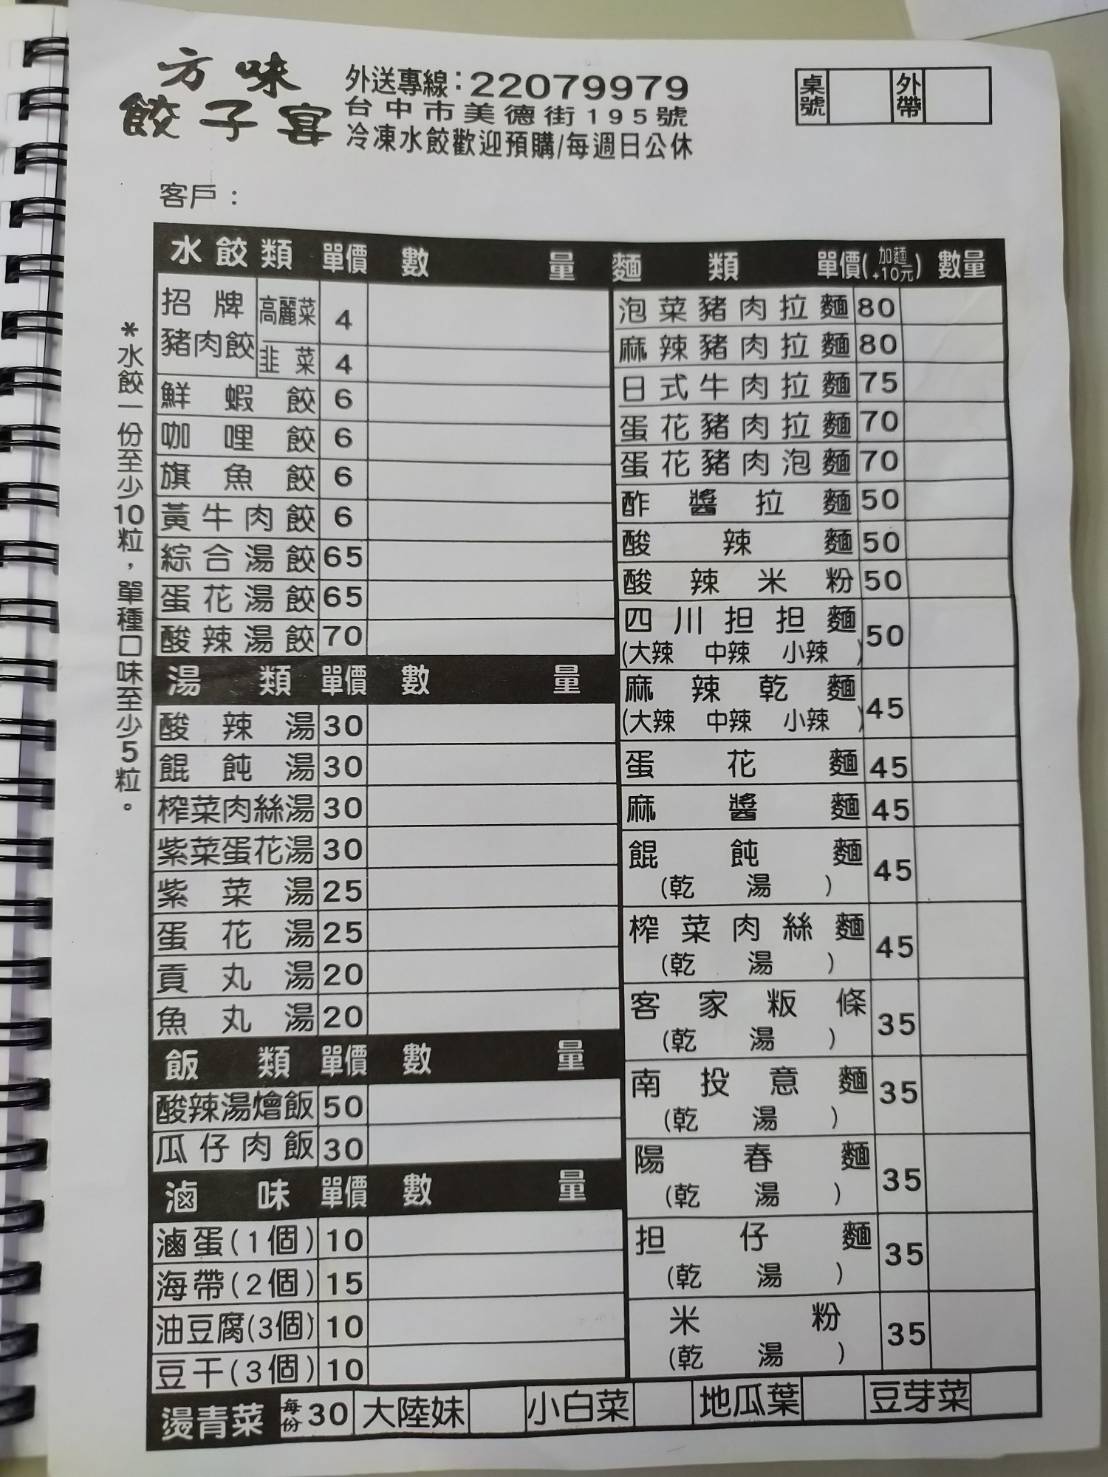 方味
餃子宴
外送專線：22079979
台中市美德街195號
冷凍水餃歡迎預購/每週日公休
桌號
外帶
客戶：
*水餃一份至少10粒，單種口味至少5粒。
水餃類 單價 數量
招牌豬肉餃 高麗菜 4
韭菜 4
鮮蝦餃 6
咖哩餃 6
旗魚餃 6
黃牛肉餃 6
綜合湯餃 65
蛋花湯餃 65
酸辣湯餃 70
湯類 單價 數量
酸辣湯 30
餛飩湯 30
榨菜肉絲湯 30
紫菜蛋花湯 30
紫菜湯 25
蛋花湯 25
貢丸湯 20
魚丸湯 20
飯類 單價 數量
酸辣湯燴飯 50
瓜仔肉飯 30
滷味 單價 數量
滷蛋(1個) 10
海帶(2個) 15
油豆腐(3個) 10
豆干(3個) 10
麵類 單價(加麵+10元) 數量
泡菜豬肉拉麵 80
麻辣豬肉拉麵 80
日式牛肉拉麵 75
蛋花豬肉拉麵 70
蛋花豬肉泡麵 70
酢醬拉麵 50
酸辣麵 50
酸辣米粉 50
四川担担麵 50
(大辣 中辣 小辣)
麻辣乾麵 45
(大辣 中辣 小辣)
蛋花麵 45
麻醬麵 45
餛飩麵 45
(乾 湯)
榨菜肉絲麵 45
(乾 湯)
客家粄條 35
(乾 湯)
南投意麵 35
(乾 湯)
陽春麵 35
(乾 湯)
担仔麵 35
(乾 湯)
米粉 35
(乾 湯)
燙青菜 每份 30 大陸妹 小白菜 地瓜葉 豆芽菜